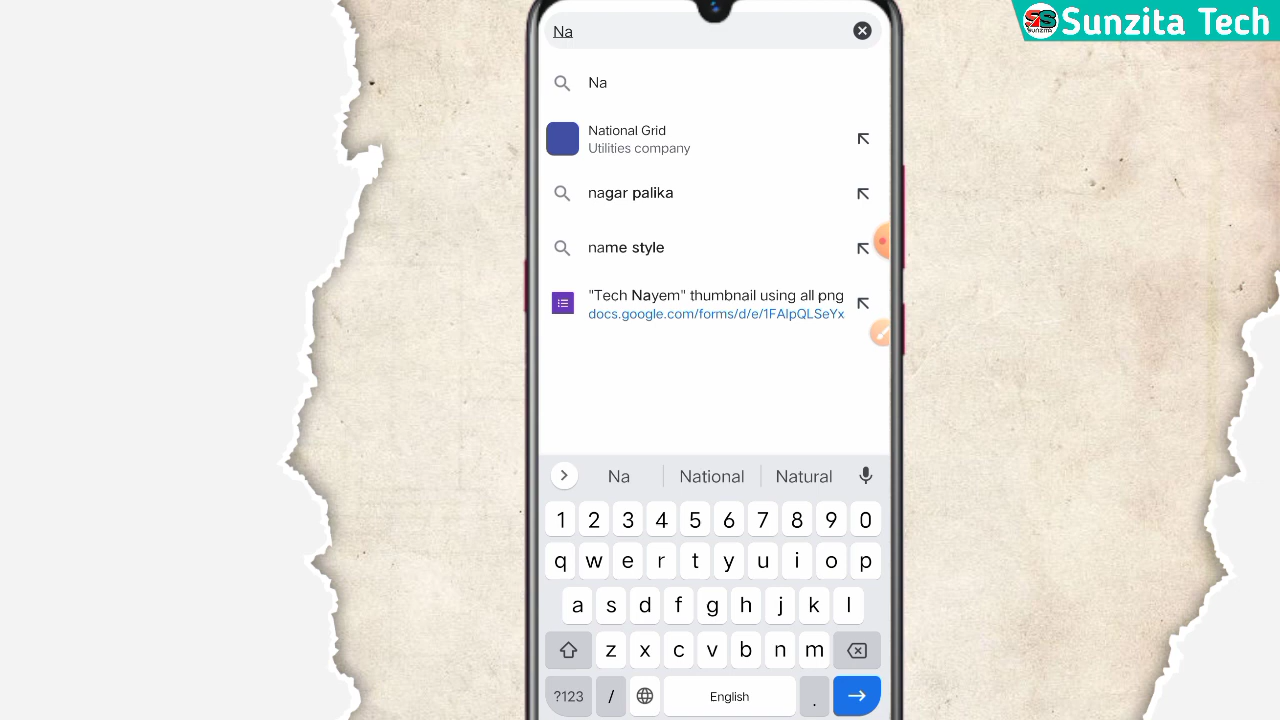 Sunzita Tech
SUNZITA
Na
Na
National Grid
Utilities company
nagar palika
name style
"Tech Nayem" thumbnail using all png
docs.google.com/forms/d/e/1FAIpQLSeYx
Na National Natural
1 2 3 4 5 6 7 8 9 0
q w e r t y u i o p
a s d f g h j k l
z x c v b n m
?123 / English .